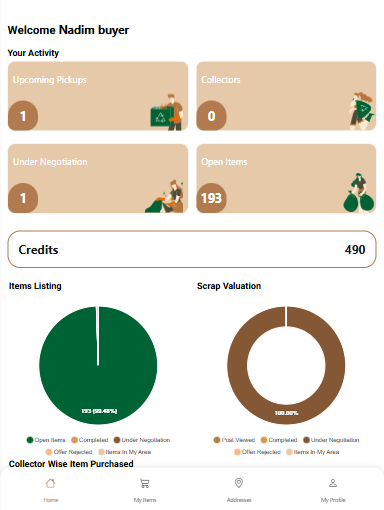 Welcome Nadim buyer
Your Activity
Upcoming Pickups
1
Collectors
0
Under Negotiation
1
Open Items
193
Credits 490
Items Listing
Scrap Valuation
193 (99.48%)
100.00%
Open Items Completed Under Negotiation
Offer Rejected Items In My Area
Post Viewed Completed Under Negotiation
Offer Rejected Items In My Area
Collector Wise Item Purchased
Home My Items Addresses My Profile